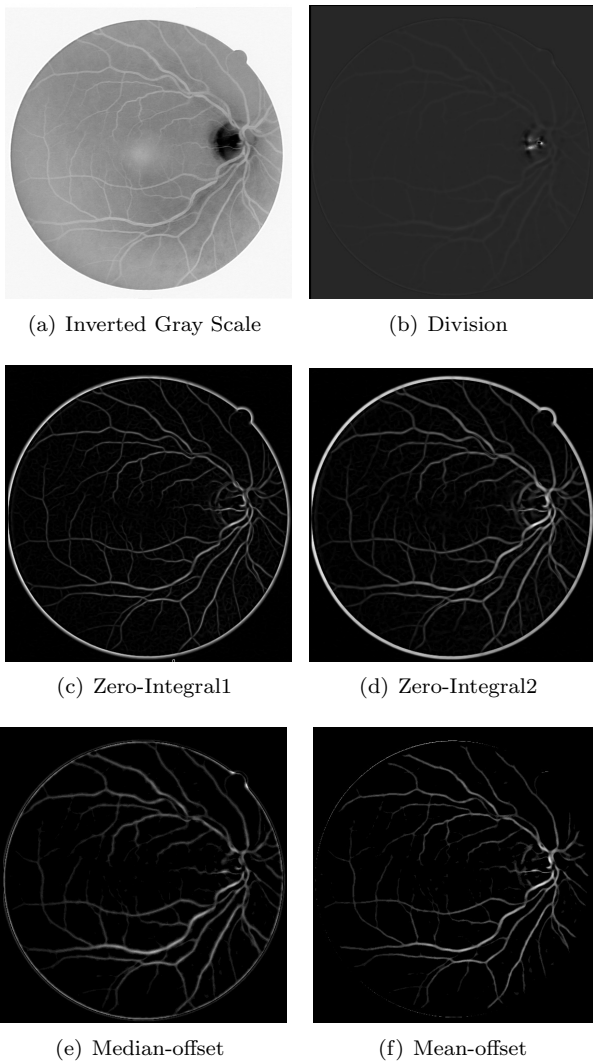 (a) Inverted Gray Scale
(b) Division
(c) Zero-Integral1
(d) Zero-Integral2
(e) Median-offset
(f) Mean-offset